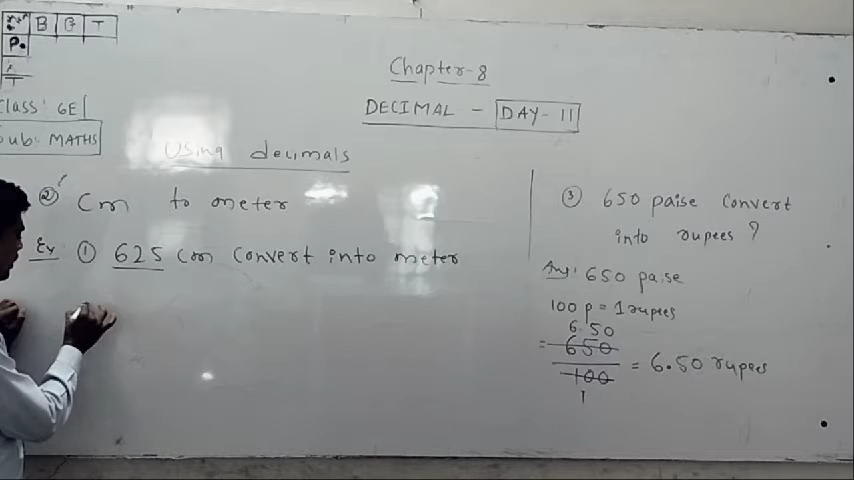 P. B G T
T
Class: 6E
Sub: MATHS
Chapter-8
DECIMAL - DAY-11
Using decimals
② Cm to meter
Ex ① 625 Cm Convert into meter
③ 650 paise Convert
into rupees ?
Ans: 650 paise
100 p = 1 rupees
6.50
= 650
100 = 6.50 rupees
1